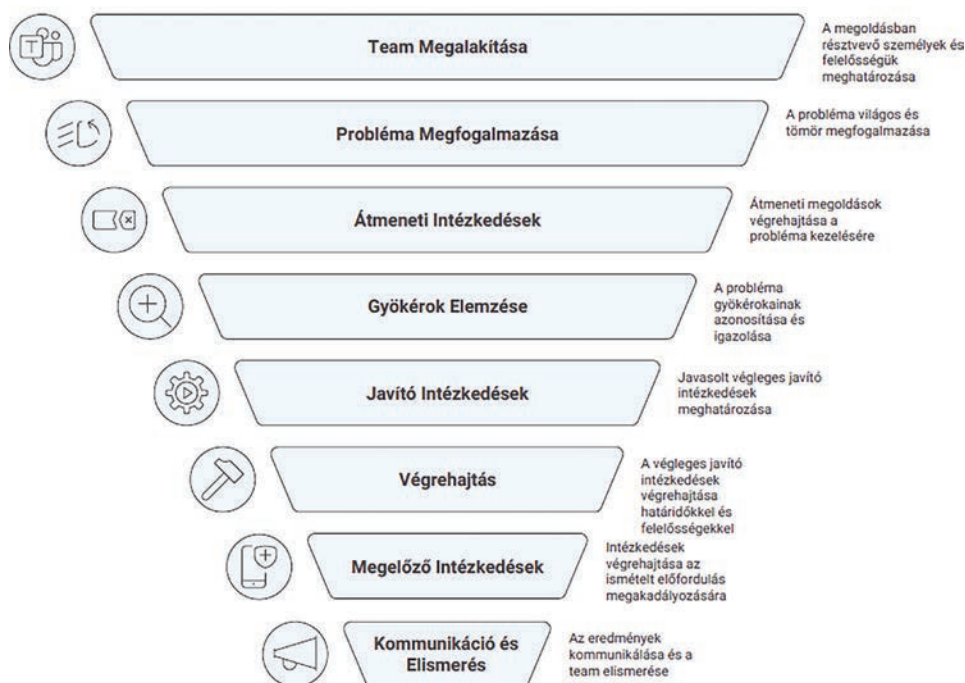 Team Megalakítása
A megoldásban
résztvevő személyek és
felelősségük
meghatározása
Probléma Megfogalmazása
A probléma világos és
tömör megfogalmazása
Átmeneti Intézkedések
Átmeneti megoldások
végrehajtása a
probléma kezelésére
Gyökérok Elemzése
A probléma
gyökérokainak
azonosítása és
igazolása
Javító Intézkedések
Javasolt végleges javító
intézkedések
meghatározása
Végrehajtás
A végleges javító
intézkedések
végrehajtása
határidőkkel és
felelősségekkel
Megelőző Intézkedések
Intézkedések
végrehajtása az
ismételt előfordulás
megakadályozására
Kommunikáció és
Elismerés
Az eredmények
kommunikálása és a
team elismerése
T